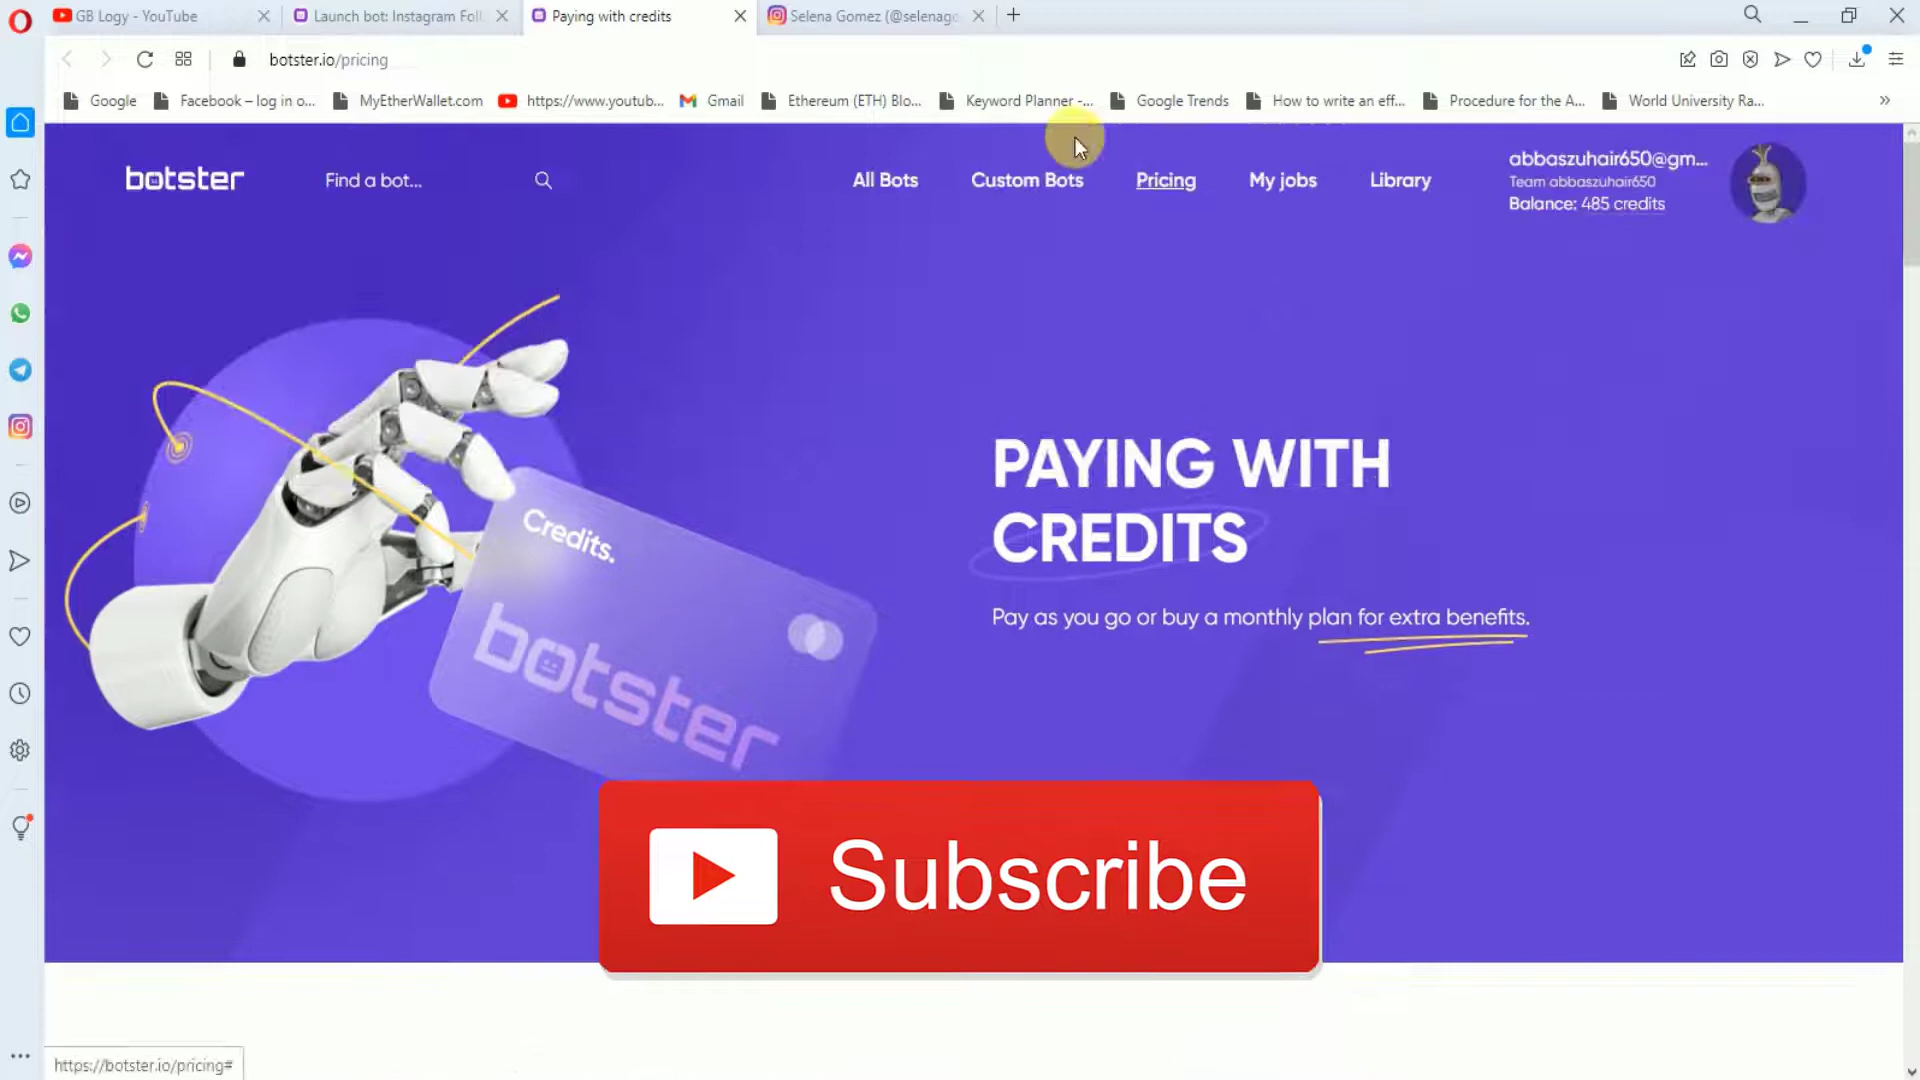 GB Logy - YouTube
Launch bot: Instagram Foll
Paying with credits
Selena Gomez (@selenago
botster.io/pricing
Google
Facebook – log in o...
MyEtherWallet.com
https://www.youtub...
Gmail
Ethereum (ETH) Blo...
Keyword Planner -...
Google Trends
How to write an eff...
Procedure for the A...
World University Ra...
botster
Find a bot...
All Bots
Custom Bots
Pricing
My jobs
Library
abbaszuhair650@gm...
Team abbaszuhair650
Balance: 485 credits
PAYING WITH
CREDITS
Pay as you go or buy a monthly plan for extra benefits.
Credits.
botster
Subscribe
https://botster.io/pricing#